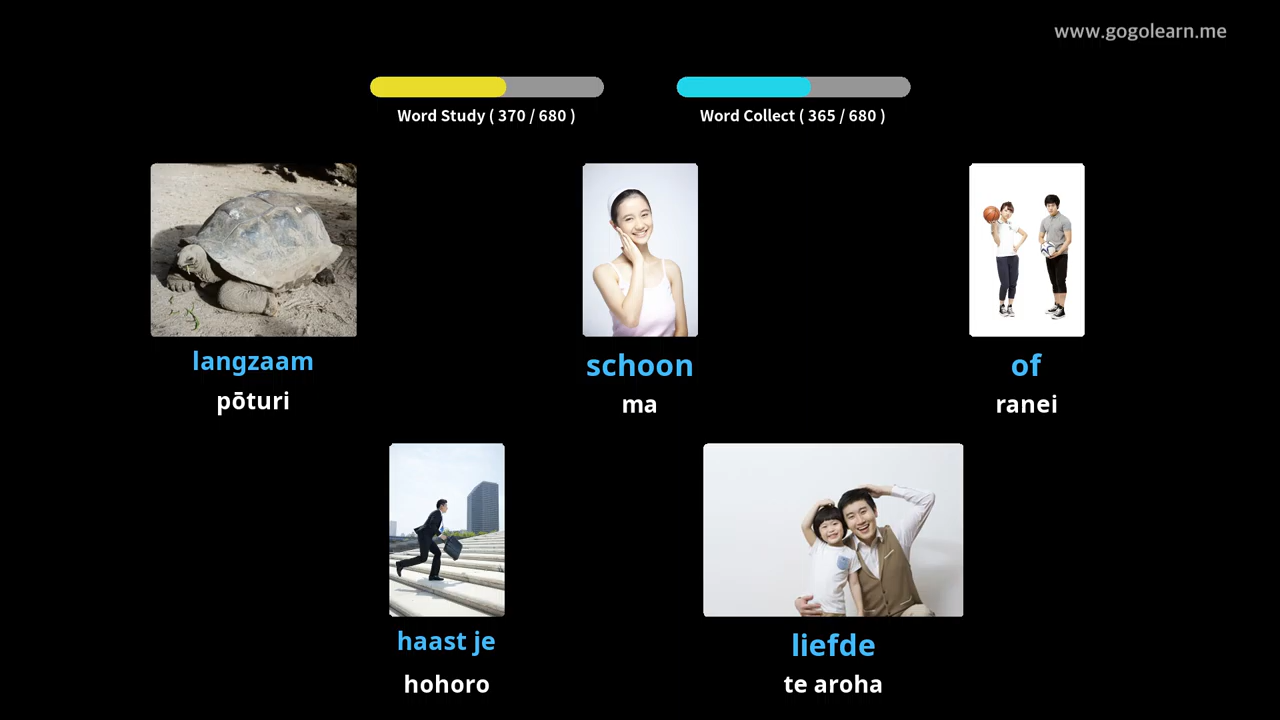 www.gogolearn.me
Word Study ( 370 / 680 )
Word Collect ( 365 / 680 )
langzaam
pōturi
schoon
ma
of
ranei
haast je
hohoro
liefde
te aroha